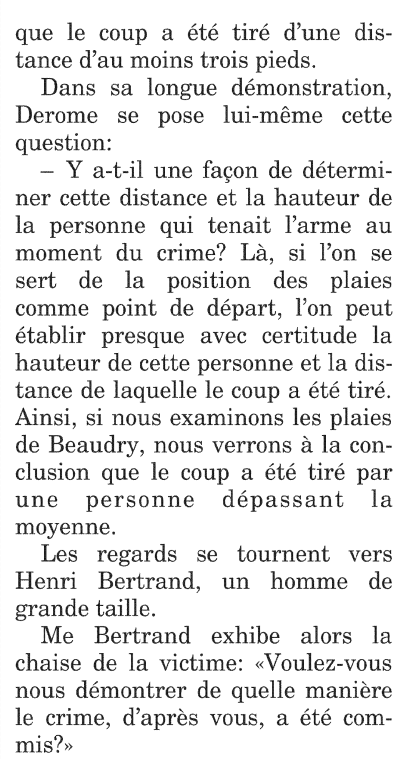 que le coup a été tiré d'une dis-
tance d'au moins trois pieds.
Dans sa longue démonstration,
Derome se pose lui-même cette
question:
– Y a-t-il une façon de détermi-
ner cette distance et la hauteur de
la personne qui tenait l'arme au
moment du crime? Là, si l'on se
sert de la position des plaies
comme point de départ, l'on peut
établir presque avec certitude la
hauteur de cette personne et la dis-
tance de laquelle le coup a été tiré.
Ainsi, si nous examinons les plaies
de Beaudry, nous verrons à la con-
clusion que le coup a été tiré par
une personne dépassant la
moyenne.
Les regards se tournent vers
Henri Bertrand, un homme de
grande taille.
Me Bertrand exhibe alors la
chaise de la victime: «Voulez-vous
nous démontrer de quelle manière
le crime, d'après vous, a été com-
mis?»